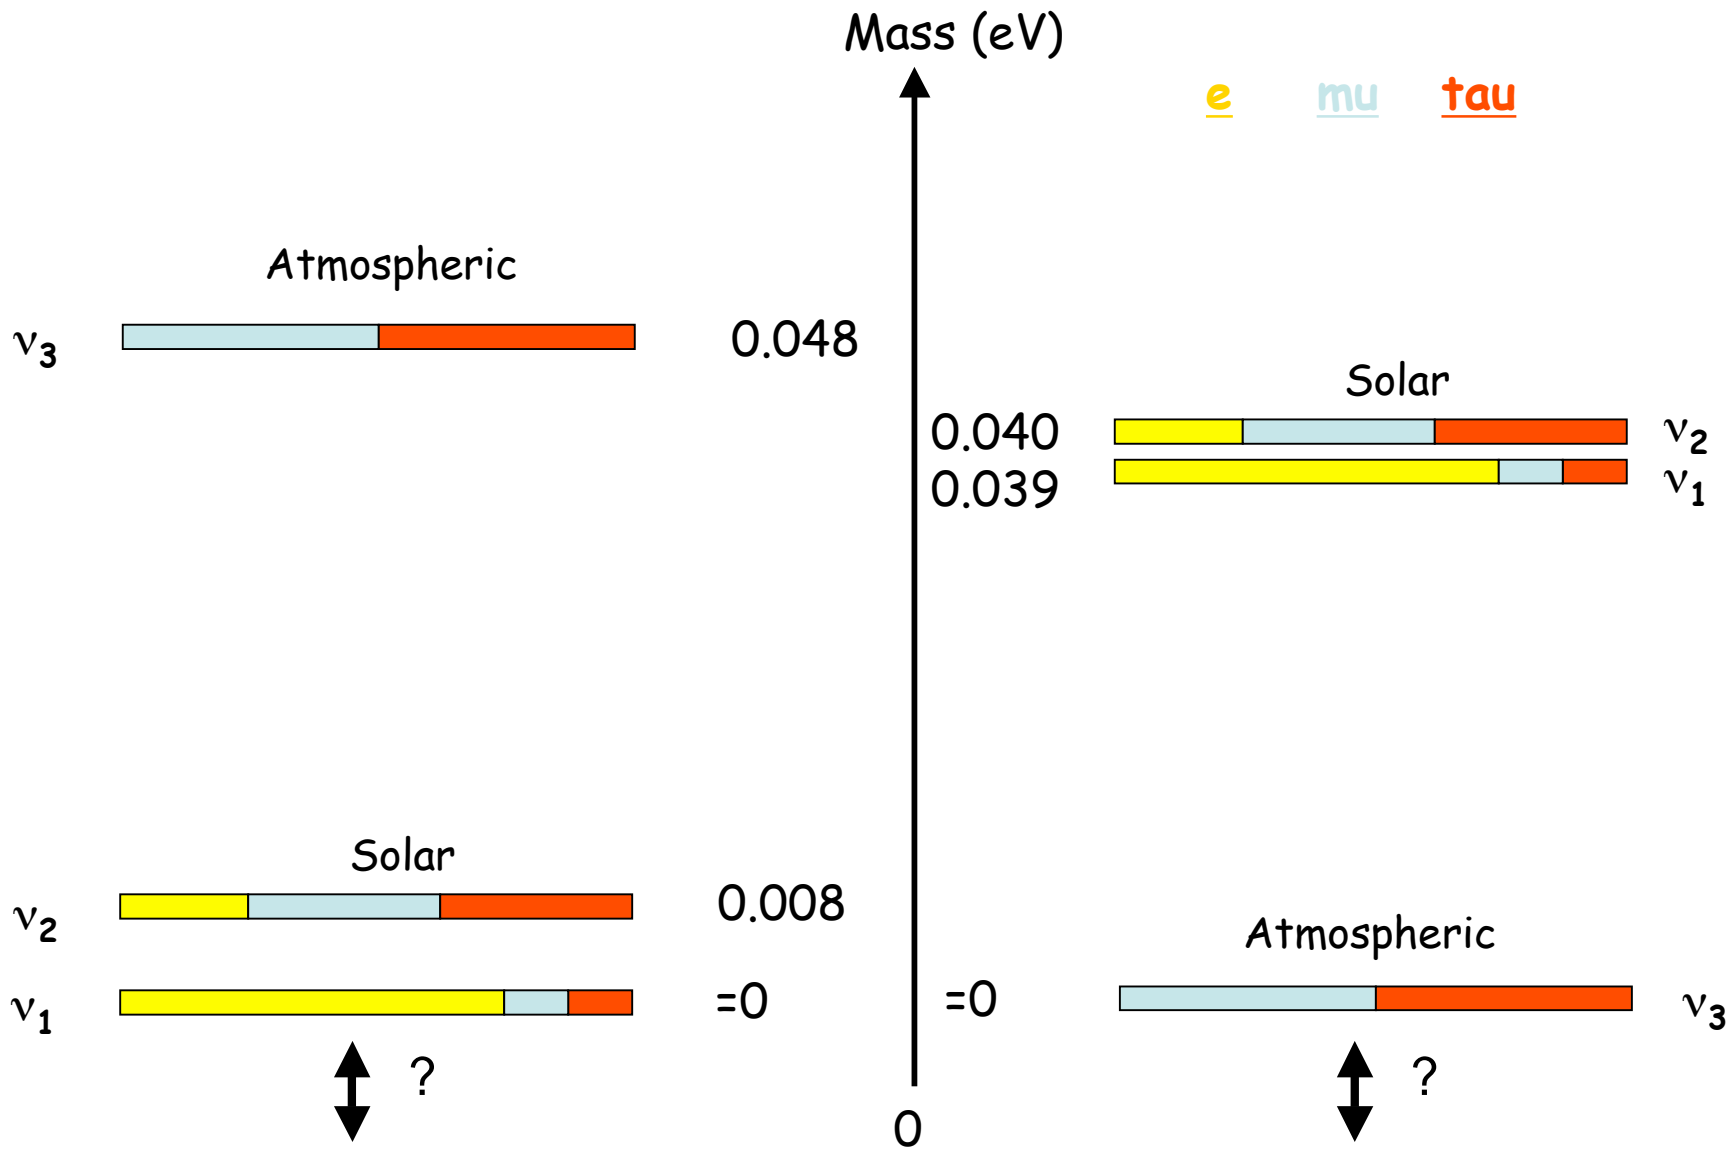 Mass (eV)
e mu tau
Atmospheric
ν3
0.048
Solar
0.040
ν2
0.039
ν1
Solar
ν2
0.008
Atmospheric
ν1
=0
=0
ν3
?
?
0